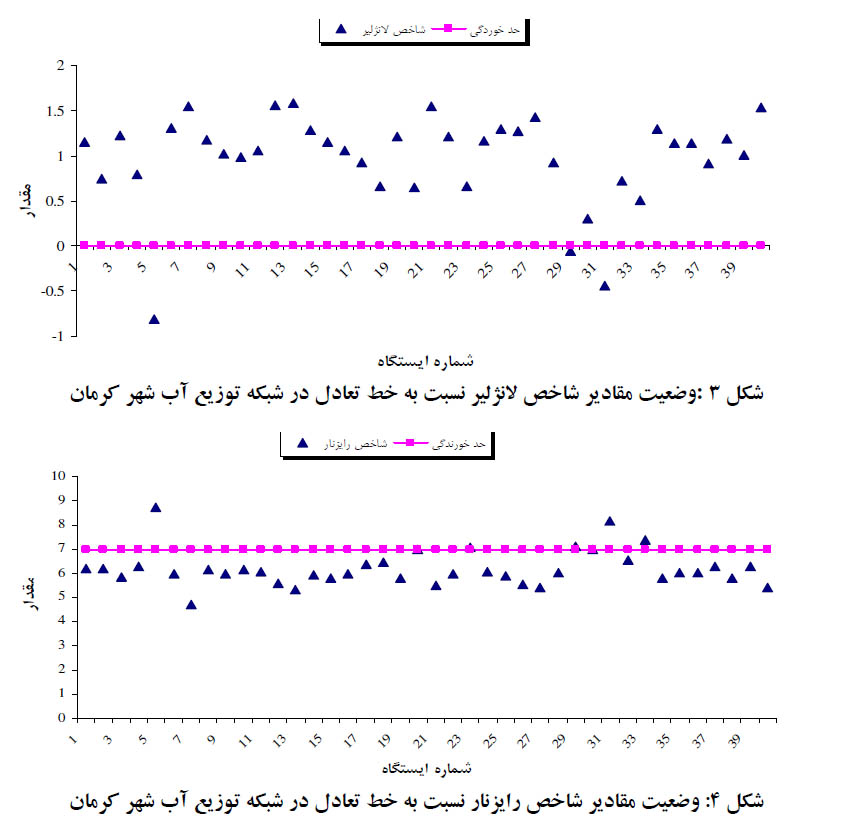 شاخص لانژلیر حد خوردگی
2
1.5
1
0.5
0
-0.5
-1
مقدار
1 3 5 7 9 11 13 15 17 19 21 23 25 27 29 31 33 35 37 39
شماره ایستگاه
شکل ۳ :وضعیت مقادیر شاخص لانژلیر نسبت به خط تعادل در شبکه توزیع آب شهر کرمان
شاخص رایزنار حد خورندگی
10
9
8
7
6
5
4
3
2
1
0
مقدار
1 3 5 7 9 11 13 15 17 19 21 23 25 27 29 31 33 35 37 39
شماره ایستگاه
شکل ۴: وضعیت مقادیر شاخص رایزنار نسبت به خط تعادل در شبکه توزیع آب شهر کرمان